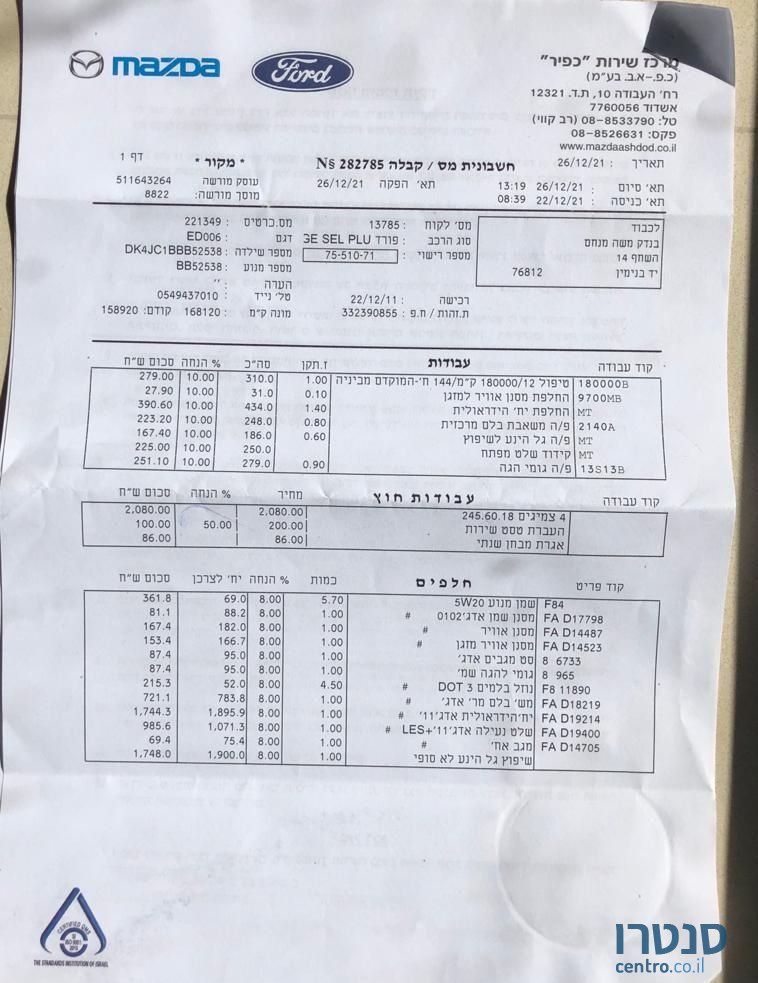 mazda Ford
מרכז שירות "כפיר"
(כ.פ.-א.ב. בע"מ)
רח' העבודה 10, ת.ד. 12321
אשדוד 7760056
טל: 08-8533790 (רב קווי)
פקס: 08-8526631
www.mazdaashdod.co.il
תאריך : 26/12/21 חשבונית מס / קבלה № 282785 * מקור * דף 1
תא' סיום : 26/12/21 13:19 תא' הפקה 26/12/21 עוסק מורשה 511643264
תא' כניסה : 22/12/21 08:39 מוסך מורשה: 8822
לכבוד
בנדק משה מנחם
השחף 14
יד בנימין 76812
מס' לקוח : 13785 מס.כרטיס : 221349
סוג הרכב : פורד GE SEL PLU דגם : ED006
מספר רישוי : 75-510-71 מספר שילדה : DK4JC1BBB52538
מספר מנוע : BB52538
הערה : ''
רכישה : 22/12/11 טל' נייד : 0549437010
ת.זהות / ח.פ : 332390855 מונה ק"מ : 168120 קודם: 158920
קוד עבודה עבודות ז.תקן סה"כ % הנחה סכום ש"ח
180000B טיפול 180000/12 ק"מ/144 ח'-המוקדם מביניה 1.00 310.0 10.00 279.00
9700MB החלפת מסנן אוויר למזגן 0.10 31.0 10.00 27.90
MT החלפת יח' הידראולית 1.40 434.0 10.00 390.60
2140A פ/ה משאבת בלם מרכזית 0.80 248.0 10.00 223.20
MT פ/ה גל הינע לשיפוץ 0.60 186.0 10.00 167.40
MT קידוד שלט מפתח 250.0 10.00 225.00
13S13B פ/ה גומי הגה 0.90 279.0 10.00 251.10
קוד עבודה עבודות חוץ מחיר % הנחה סכום ש"ח
4 צמיגים 245.60.18 2,080.00 2,080.00
העברת טסט שירות 200.00 50.00 100.00
אגרת מבחן שנתי 86.00 86.00
קוד פריט חלפים כמות % הנחה יח' לצרכן סכום ש"ח
F84 שמן מנוע 5W20 5.70 8.00 69.0 361.8
FA D17798 מסנן שמן אדג'0102 # 1.00 8.00 88.2 81.1
FA D14487 מסנן אוויר # 1.00 8.00 182.0 167.4
FA D14523 מסנן אוויר מזגן # 1.00 8.00 166.7 153.4
8 6733 סט מגבים אדג' 1.00 8.00 95.0 87.4
8 965 גומי להגה שמ' 1.00 8.00 95.0 87.4
F8 11890 נוזל בלמים DOT 3 # 4.50 8.00 52.0 215.3
FA D18219 מש' בלם מר' אדג' # 1.00 8.00 783.8 721.1
FA D19214 יח'הידראולית אדג'11' # 1.00 8.00 1,895.9 1,744.3
FA D19400 שלט נעילה אדג'11'+LES # 1.00 8.00 1,071.3 985.6
FA D14705 מגב אח' # 1.00 8.00 75.4 69.4
שיפוץ גל הינע לא סופי 1.00 8.00 1,900.0 1,748.0
CERTIFIED QMS
ISO 9001
THE STANDARDS INSTITUTION OF ISRAEL
סנטרו
centro.co.il